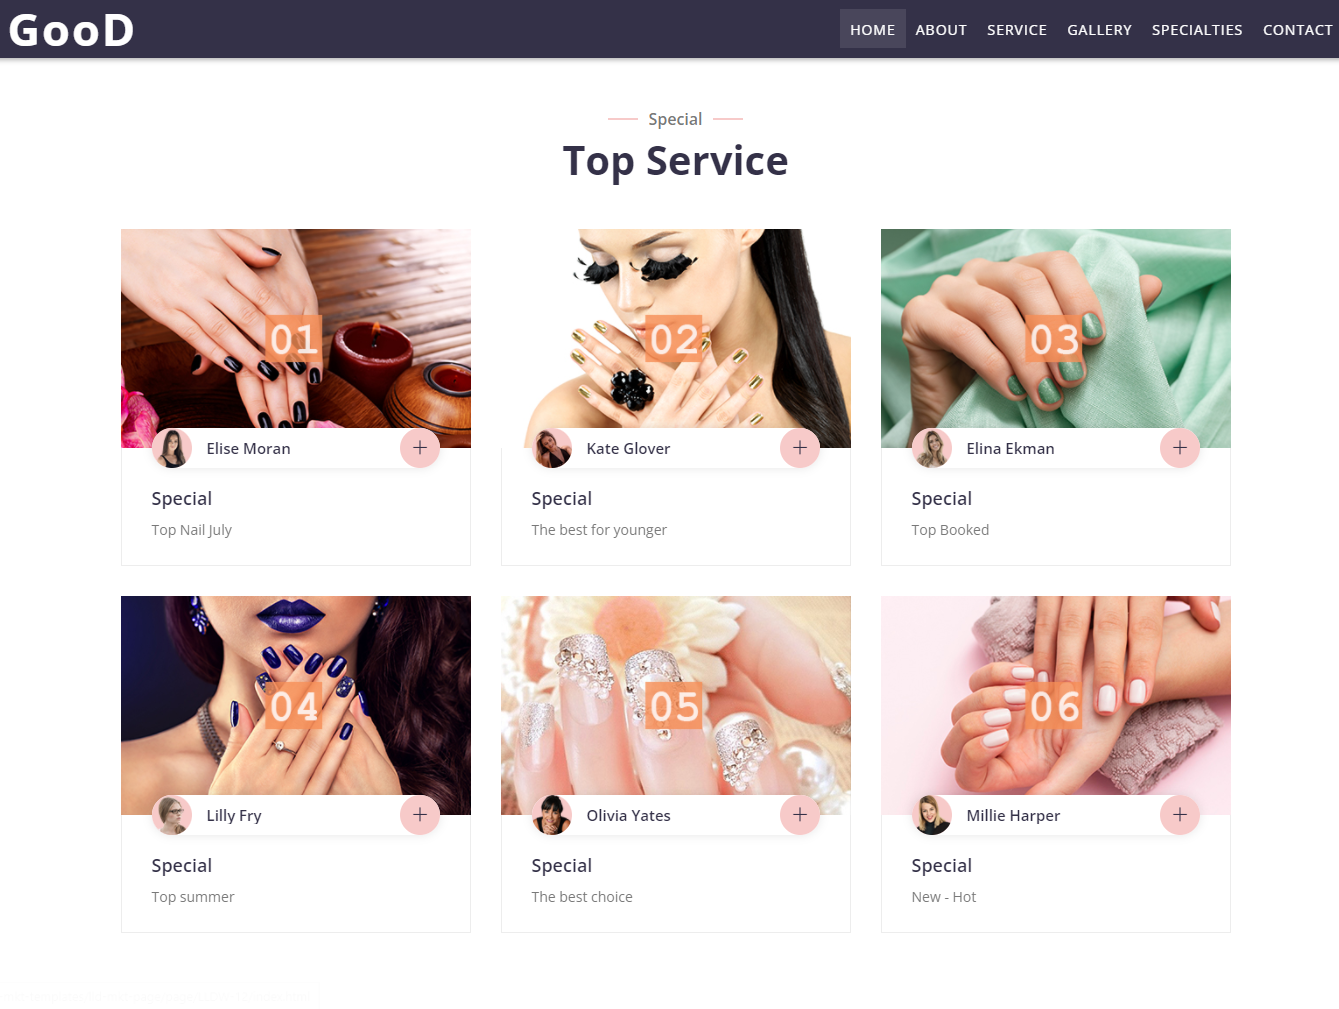 GooD
HOME ABOUT SERVICE GALLERY SPECIALTIES CONTACT
Special
Top Service
01
02
03
Elise Moran
Kate Glover
Elina Ekman
Special
Special
Special
Top Nail July
The best for younger
Top Booked
04
05
06
Lilly Fry
Olivia Yates
Millie Harper
Special
Special
Special
Top summer
The best choice
New - Hot